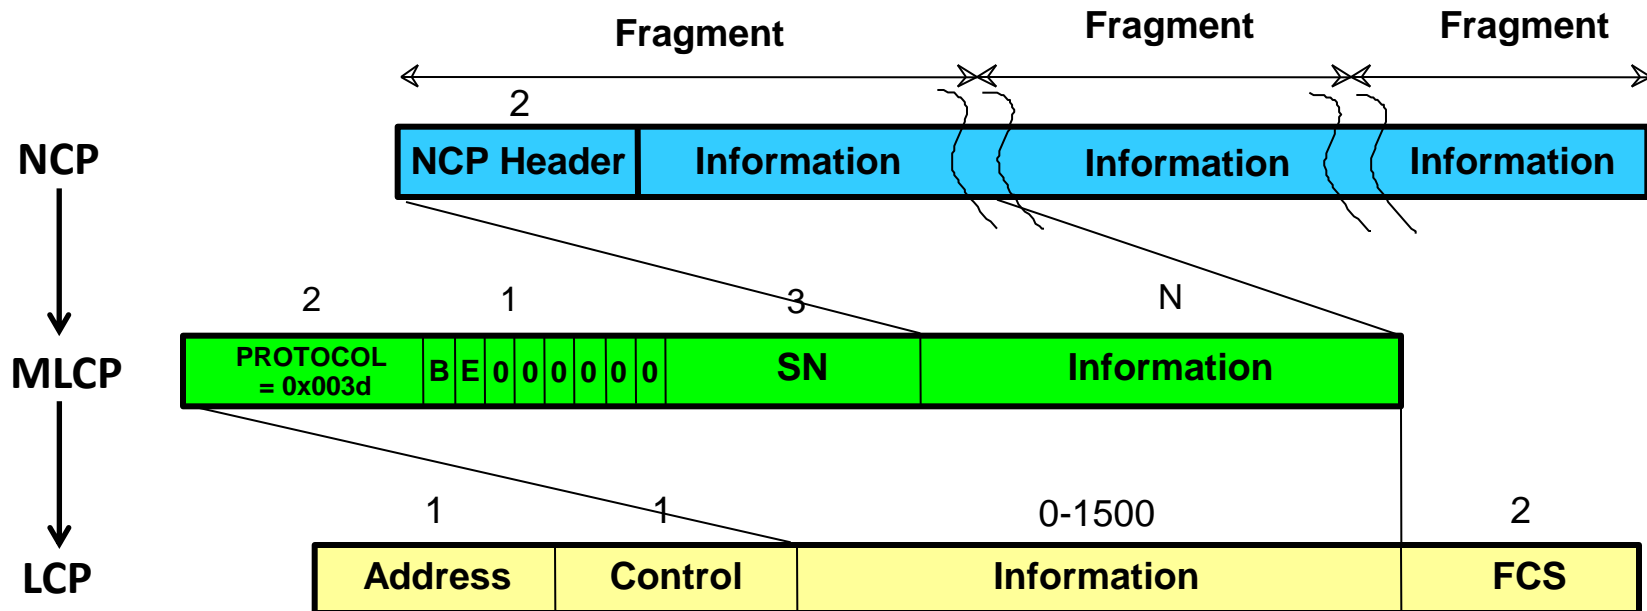 Fragment Fragment Fragment
2
NCP NCP Header Information Information Information
2 1 3 N
MLCP PROTOCOL = 0x003d B E 0 0 0 0 0 0 SN Information
1 1 0-1500 2
LCP Address Control Information FCS